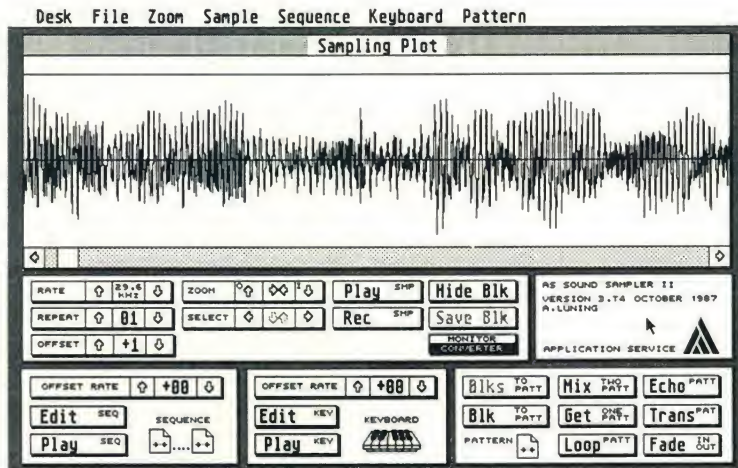 Desk File Zoom Sample Sequence Keyboard Pattern
Sampling Plot
RATE 29.6 KHZ
ZOOM
Play SMP
Hide Blk
REPEAT 01
SELECT
Rec SMP
Save Blk
OFFSET +1
MONITOR
CONVERTER
AS SOUND SAMPLER II
VERSION 3.T4 OCTOBER 1987
A.LUNING
APPLICATION SERVICE
OFFSET RATE +00
Edit SEQ
SEQUENCE
Play SEQ
OFFSET RATE +00
Edit KEY
KEYBOARD
Play KEY
Blks TO PATT
Mix TWO PATT
Echo PATT
Blk TO PATT
Get ONE PATT
Trans PAT
PATTERN
Loop PATT
Fade IN OUT